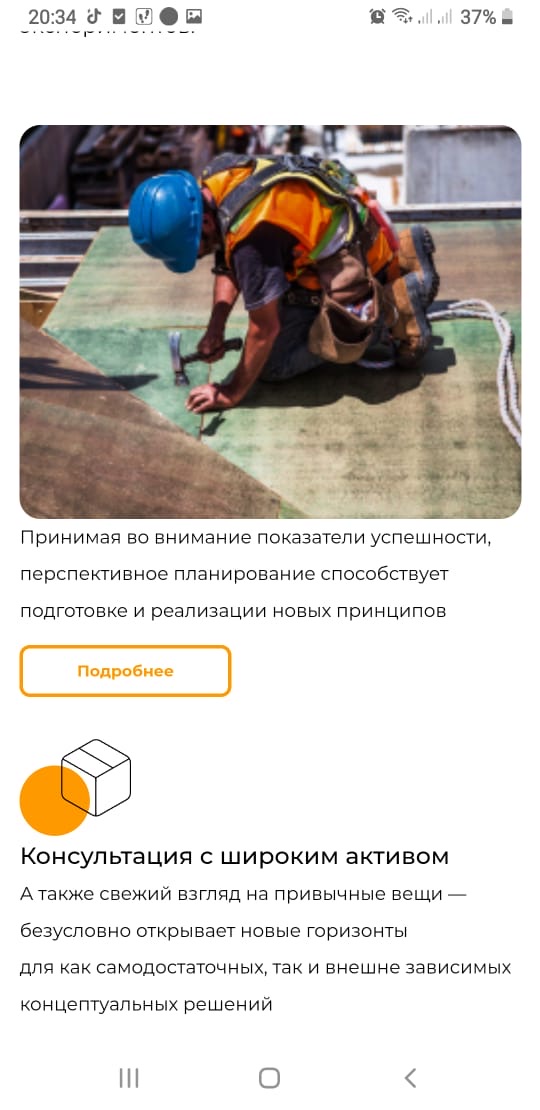 20:34
37%
экспериментов.
Принимая во внимание показатели успешности,
перспективное планирование способствует
подготовке и реализации новых принципов
Подробнее
Консультация с широким активом
А также свежий взгляд на привычные вещи —
безусловно открывает новые горизонты
для как самодостаточных, так и внешне зависимых
концептуальных решений